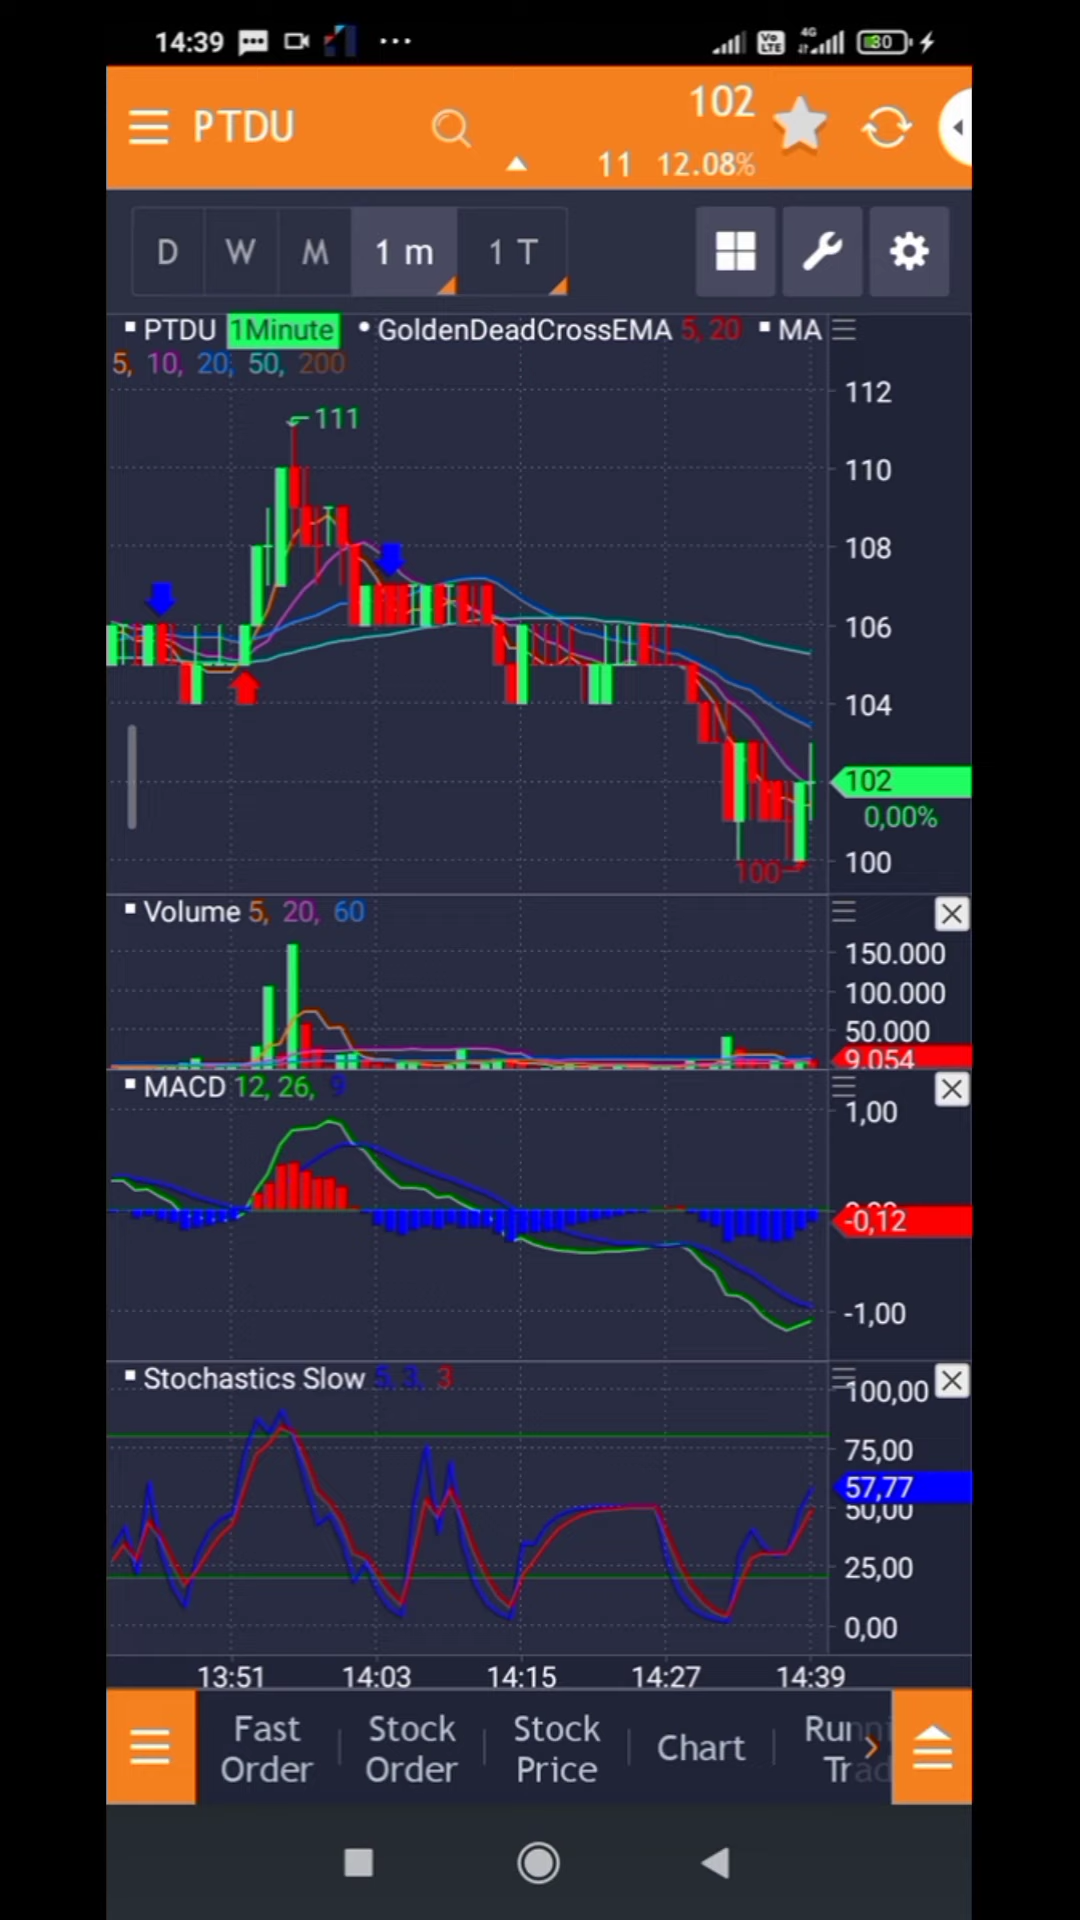 14:39
Vo LTE 4G 80
PTDU
102
11 12.08%
D W M 1 m 1 T
PTDU 1Minute GoldenDeadCrossEMA 5, 20 MA
5, 10, 20, 50, 200
112
111
110
108
106
104
102
0,00%
100
100
Volume 5, 20, 60
150.000
100.000
50.000
9.054
MACD 12, 26, 9
1,00
-0,12
-1,00
Stochastics Slow 5, 3, 3
100,00
75,00
57,77
50,00
25,00
0,00
13:51 14:03 14:15 14:27 14:39
Fast Order
Stock Order
Stock Price
Chart